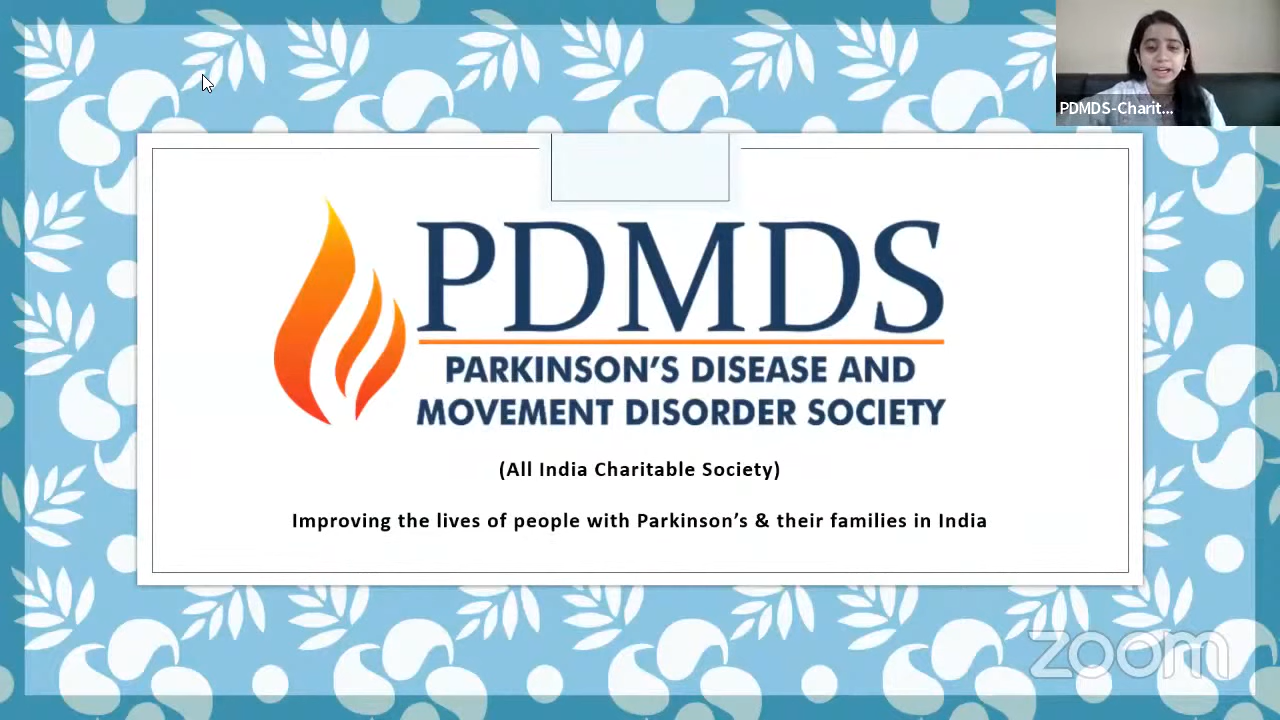 PDMDS-Charit...
PDMDS
PARKINSON'S DISEASE AND
MOVEMENT DISORDER SOCIETY
(All India Charitable Society)
Improving the lives of people with Parkinson's & their families in India
zoom